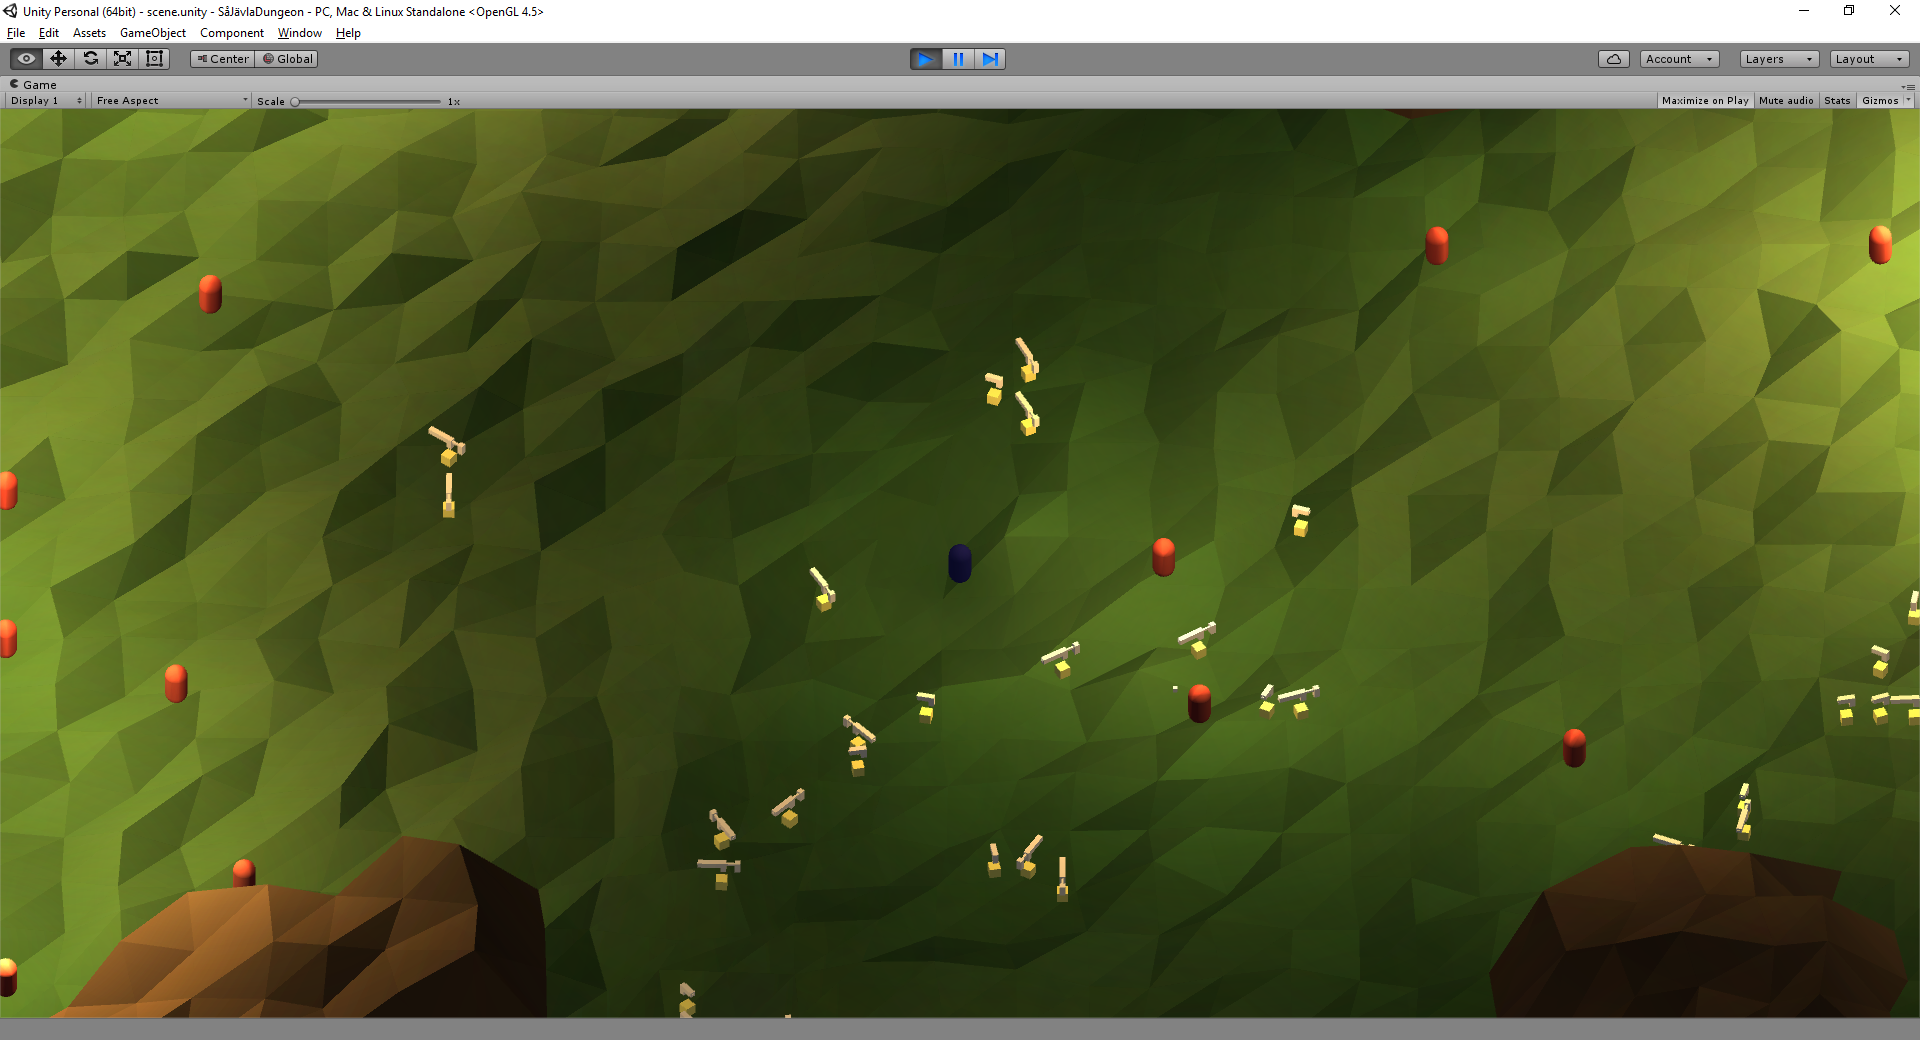 Unity Personal (64bit) - scene.unity - SåJävlaDungeon - PC, Mac & Linux Standalone <OpenGL 4.5>
File Edit Assets GameObject Component Window Help
Center Global Account Layers Layout
Game
Display 1 Free Aspect Scale 1x Maximize on Play Mute audio Stats Gizmos